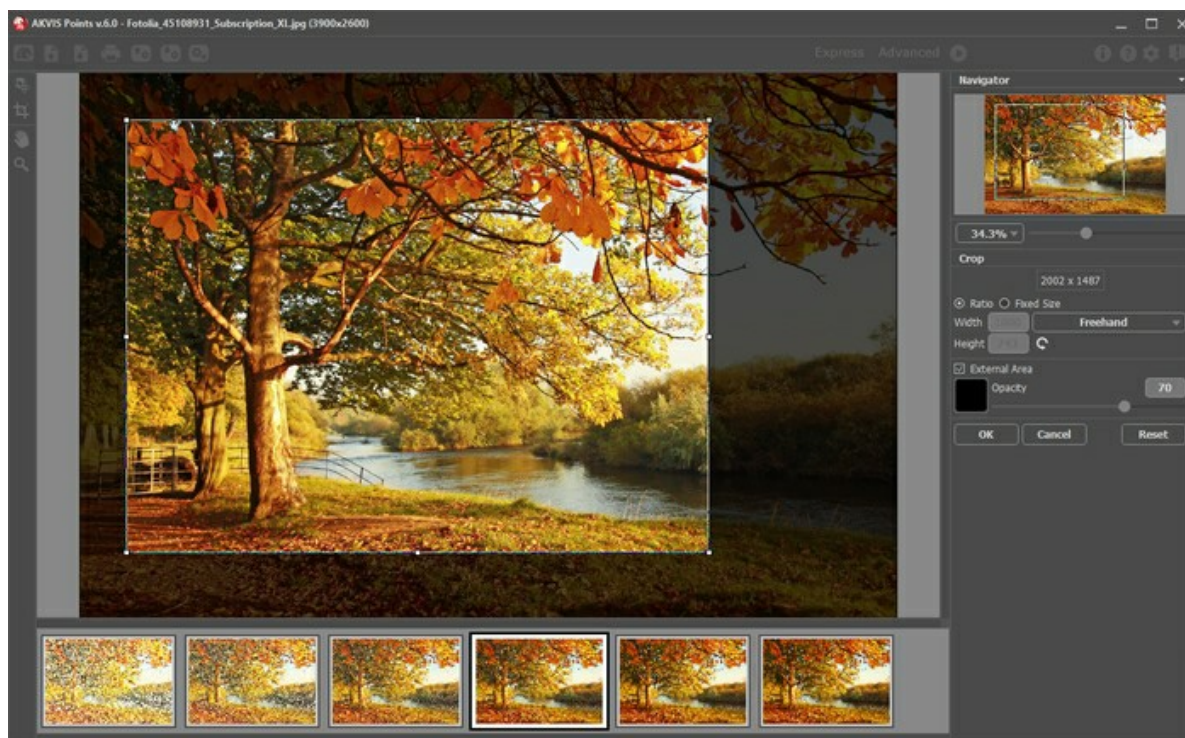 AKVIS Points v.6.0 - Fotolia_45108931_Subscription_XL.jpg (3900x2600)
Express Advanced
Navigator
34.3%
Crop
2002 x 1487
Ratio Fixed Size
Width Freehand
Height
External Area
Opacity 70
OK Cancel Reset